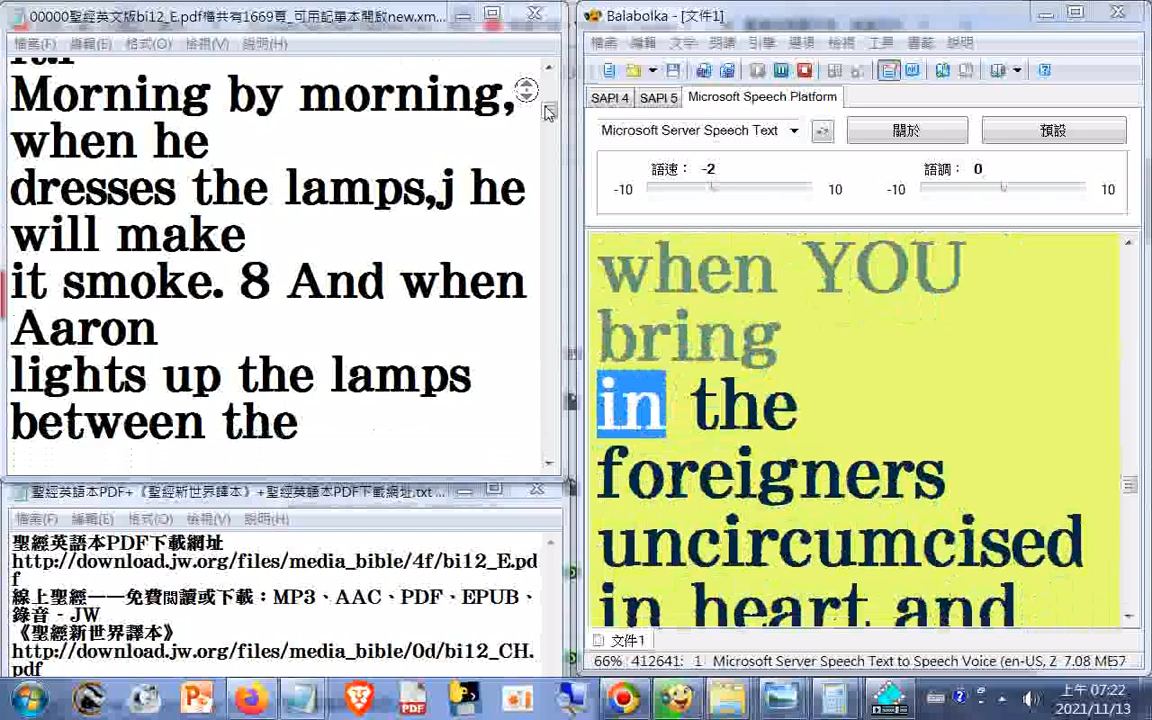 00000聖經英文版bi12_E.pdf檔共有1669頁_可用記事本開啟new.xm...
檔案(F) 編輯(E) 格式(O) 檢視(V) 說明(H)
Morning by morning,
when he
dresses the lamps,j he
will make
it smoke. 8 And when
Aaron
lights up the lamps
between the
聖經英語本PDF+《聖經新世界譯本》+聖經英語本PDF下載網址.txt ...
檔案(F) 編輯(E) 格式(O) 檢視(V) 說明(H)
聖經英語本PDF下載網址
http://download.jw.org/files/media_bible/4f/bi12_E.pd
f
線上聖經——免費閱讀或下載：MP3、AAC、PDF、EPUB、
錄音 - JW
《聖經新世界譯本》
http://download.jw.org/files/media_bible/0d/bi12_CH.
pdf
Balabolka - [文件1]
檔案 編輯 文字 閱讀 引擎 選項 檢視 工具 書籤 說明
SAPI 4 SAPI 5 Microsoft Speech Platform
Microsoft Server Speech Text 關於 預設
語速： -2 語調： 0
-10 10 -10 10
when YOU
bring
in the
foreigners
uncircumcised
in heart and
文件1
66% 412641: 1 Microsoft Server Speech Text to Speech Voice (en-US, Z 7.08 MB
上午 07:22
2021/11/13